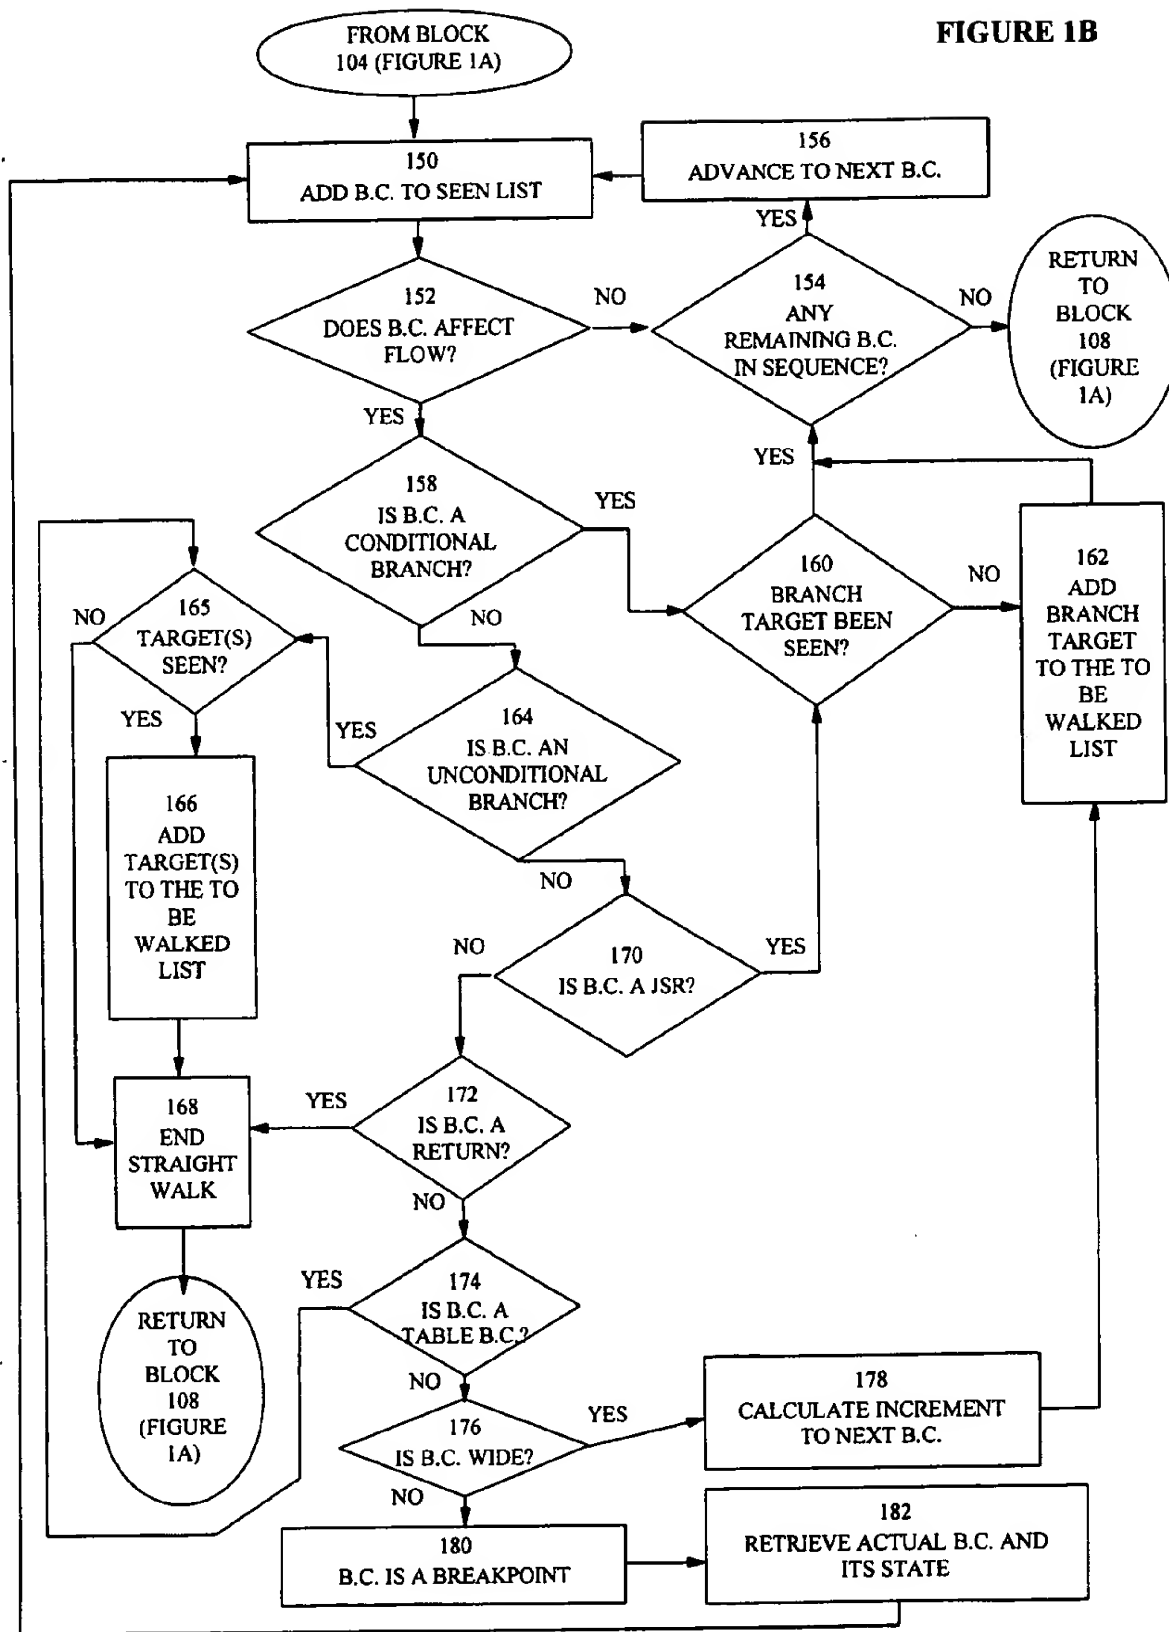 FIGURE 1B
FROM BLOCK
104 (FIGURE 1A)
150
ADD B.C. TO SEEN LIST
156
ADVANCE TO NEXT B.C.
YES
152
DOES B.C. AFFECT
FLOW?
NO
154
ANY
REMAINING B.C.
IN SEQUENCE?
NO
RETURN
TO
BLOCK
108
(FIGURE
1A)
YES
YES
158
IS B.C. A
CONDITIONAL
BRANCH?
YES
160
BRANCH
TARGET BEEN
SEEN?
NO
162
ADD
BRANCH
TARGET
TO THE TO
BE
WALKED
LIST
NO
165
TARGET(S)
SEEN?
NO
YES
YES
164
IS B.C. AN
UNCONDITIONAL
BRANCH?
166
ADD
TARGET(S)
TO THE TO
BE
WALKED
LIST
NO
NO
170
IS B.C. A JSR?
YES
168
END
STRAIGHT
WALK
YES
172
IS B.C. A
RETURN?
NO
RETURN
TO
BLOCK
108
(FIGURE
1A)
YES
174
IS B.C. A
TABLE B.C.?
NO
176
IS B.C. WIDE?
YES
178
CALCULATE INCREMENT
TO NEXT B.C.
NO
180
B.C. IS A BREAKPOINT
182
RETRIEVE ACTUAL B.C. AND
ITS STATE